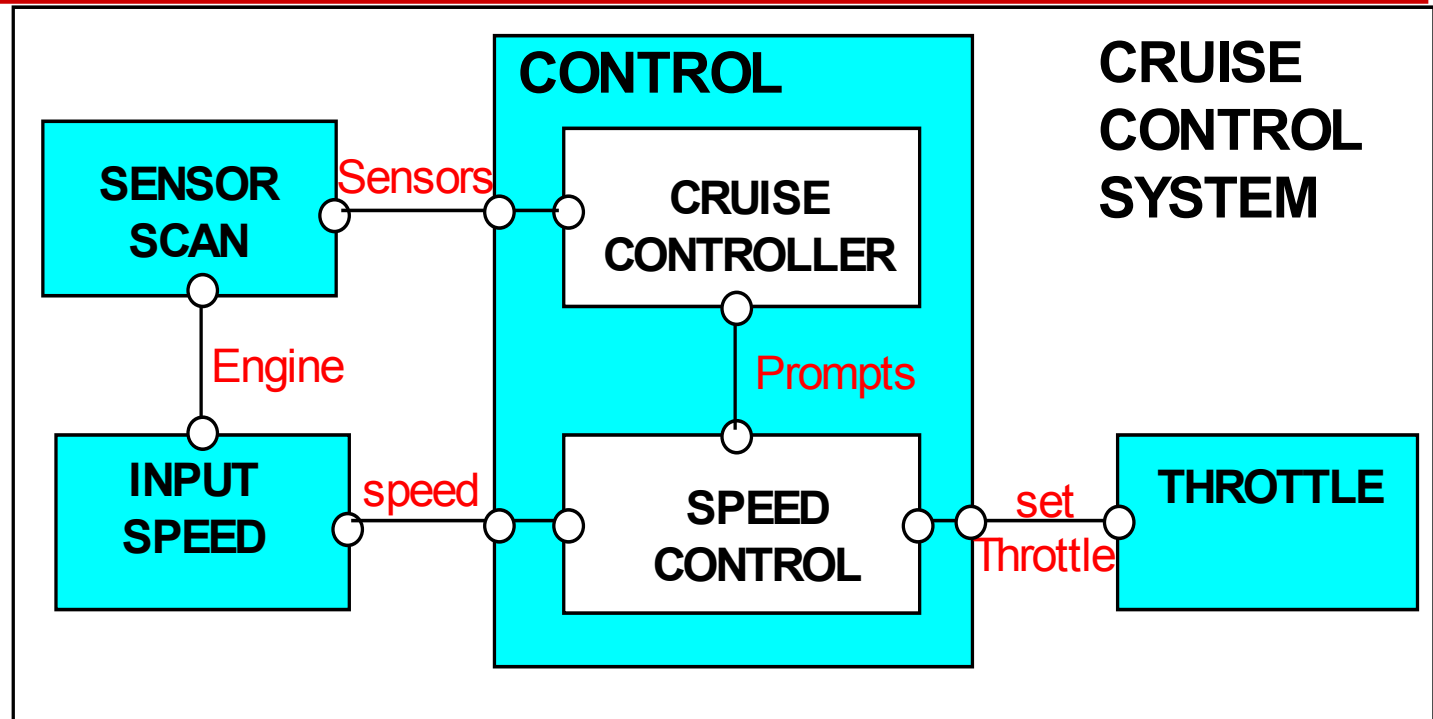 CONTROL
CRUISE
CONTROL
SYSTEM
SENSOR
SCAN
Sensors
CRUISE
CONTROLLER
Engine
Prompts
INPUT
SPEED
speed
SPEED
CONTROL
set
Throttle
THROTTLE